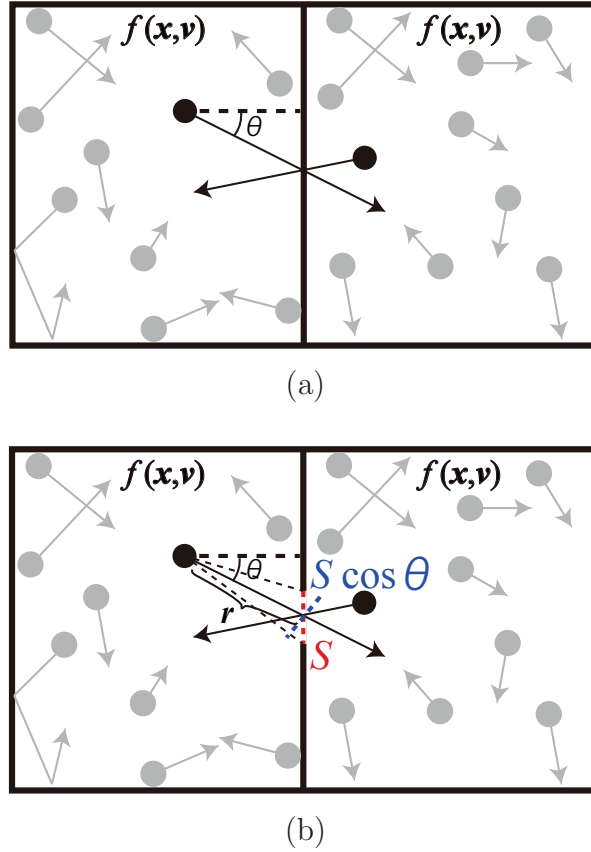 f(x,v) f(x,v)
θ
(a)
f(x,v) f(x,v)
θ S cos θ
r
S
(b)